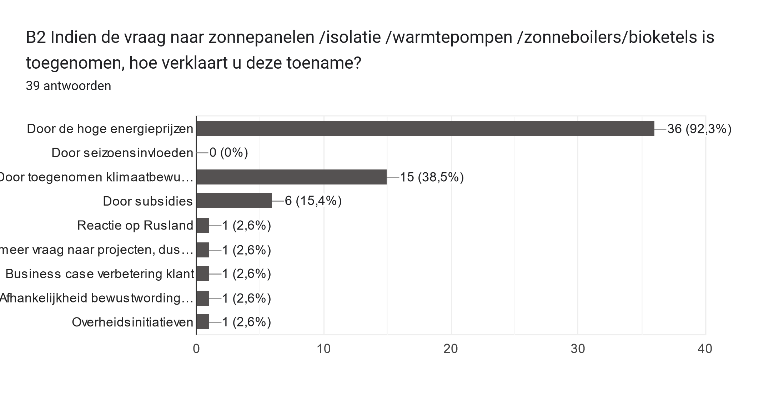 B2 Indien de vraag naar zonnepanelen /isolatie /warmtepompen /zonneboilers/bioketels is
toegenomen, hoe verklaart u deze toename?
39 antwoorden
Door de hoge energieprijzen 36 (92,3%)
Door seizoensinvloeden 0 (0%)
Door toegenomen klimaatbewu… 15 (38,5%)
Door subsidies 6 (15,4%)
Reactie op Rusland 1 (2,6%)
meer vraag naar projecten, dus… 1 (2,6%)
Business case verbetering klant 1 (2,6%)
Afhankelijkheid bewustwording… 1 (2,6%)
Overheidsinitiatieven 1 (2,6%)
0 10 20 30 40